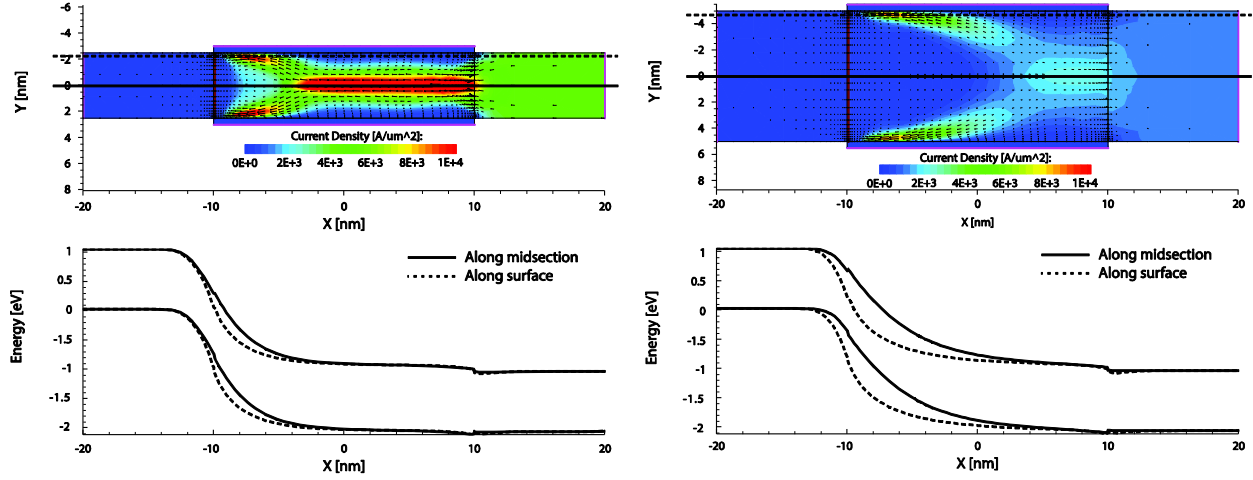 -6
-4
-2
0
2
4
6
8
Y [nm]
Current Density [A/um^2]:
0E+0 2E+3 4E+3 6E+3 8E+3 1E+4
-20 -10 0 10 20
X [nm]
-4
-2
0
2
4
6
8
Y [nm]
Current Density [A/um^2]:
0E+0 2E+3 4E+3 6E+3 8E+3 1E+4
-20 -10 0 10 20
X [nm]
1
0.5
0
-1.5
-1
-1.5
-2
Energy [eV]
Along midsection
Along surface
-20 -10 0 10 20
X [nm]
1
0.5
0
-1.5
-1
-1.5
-2
Energy [eV]
Along midsection
Along surface
-20 -10 0 10 20
X [nm]